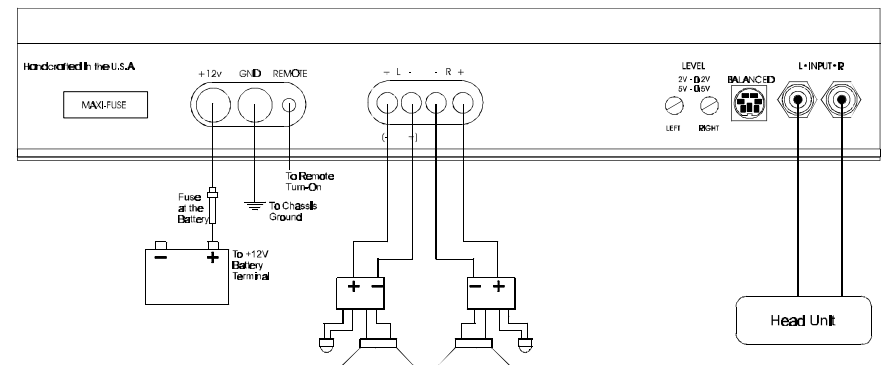 Handcrafted in the U.S.A
MAXI-FUSE
+12v GND REMOTE
+ L - - R +
(- +)
LEVEL
2V - 0.2V
5V - 0.5V
LEFT RIGHT
BALANCED
L • INPUT • R
To Remote
Turn-On
Fuse
at the
Battery
To Chassis
Ground
- +
To +12V
Battery
Terminal
+ -
- +
Head Unit